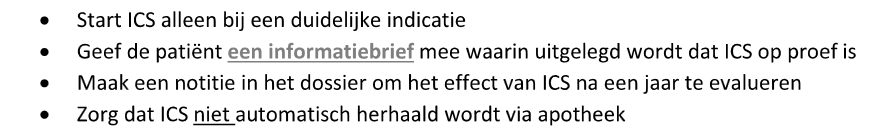 • Start ICS alleen bij een duidelijke indicatie
• Geef de patiënt een informatiebrief mee waarin uitgelegd wordt dat ICS op proef is
• Maak een notitie in het dossier om het effect van ICS na een jaar te evalueren
• Zorg dat ICS niet automatisch herhaald wordt via apotheek